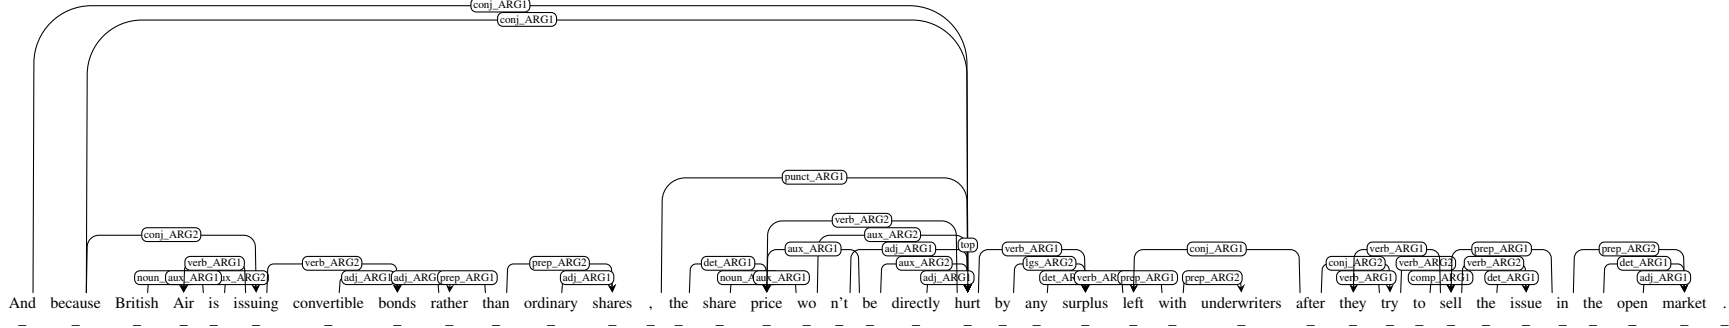 conj_ARG1
conj_ARG1
punct_ARG1
verb_ARG2
conj_ARG2 aux_ARG2
aux_ARG1 adj_ARG1 top verb_ARG1 conj_ARG1 verb_ARG1 prep_ARG1 prep_ARG2
verb_ARG1 verb_ARG2 prep_ARG2 det_ARG1 aux_ARG2 lgs_ARG2 conj_ARG2 verb_ARG2 verb_ARG2 det_ARG1
aux_ARG1 adj_ARG1 prep_ARG1 adj_ARG1 aux_ARG1 adj_ARG1 prep_ARG1 prep_ARG2 verb_ARG1 comp_ARG1 det_ARG1 adj_ARG1
And because British Air is issuing convertible bonds rather than ordinary shares , the share price wo n't be directly hurt by any surplus left with underwriters after they try to sell the issue in the open market .